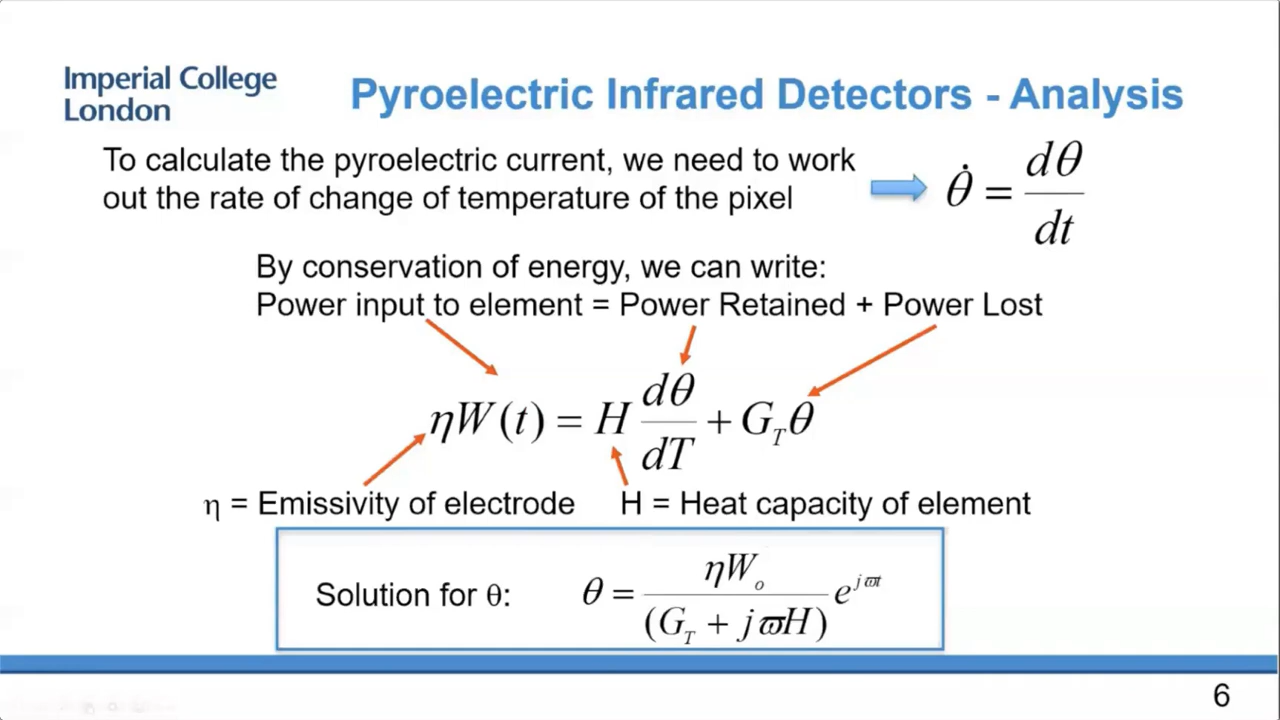 Imperial College
London
Pyroelectric Infrared Detectors - Analysis
To calculate the pyroelectric current, we need to work
out the rate of change of temperature of the pixel
θ̇ = dθ/dt
By conservation of energy, we can write:
Power input to element = Power Retained + Power Lost
ηW(t) = H dθ/dT + G_T θ
η = Emissivity of electrode H = Heat capacity of element
Solution for θ: θ = ηW_o/(G_T + jϖH) e^{jϖt}
6